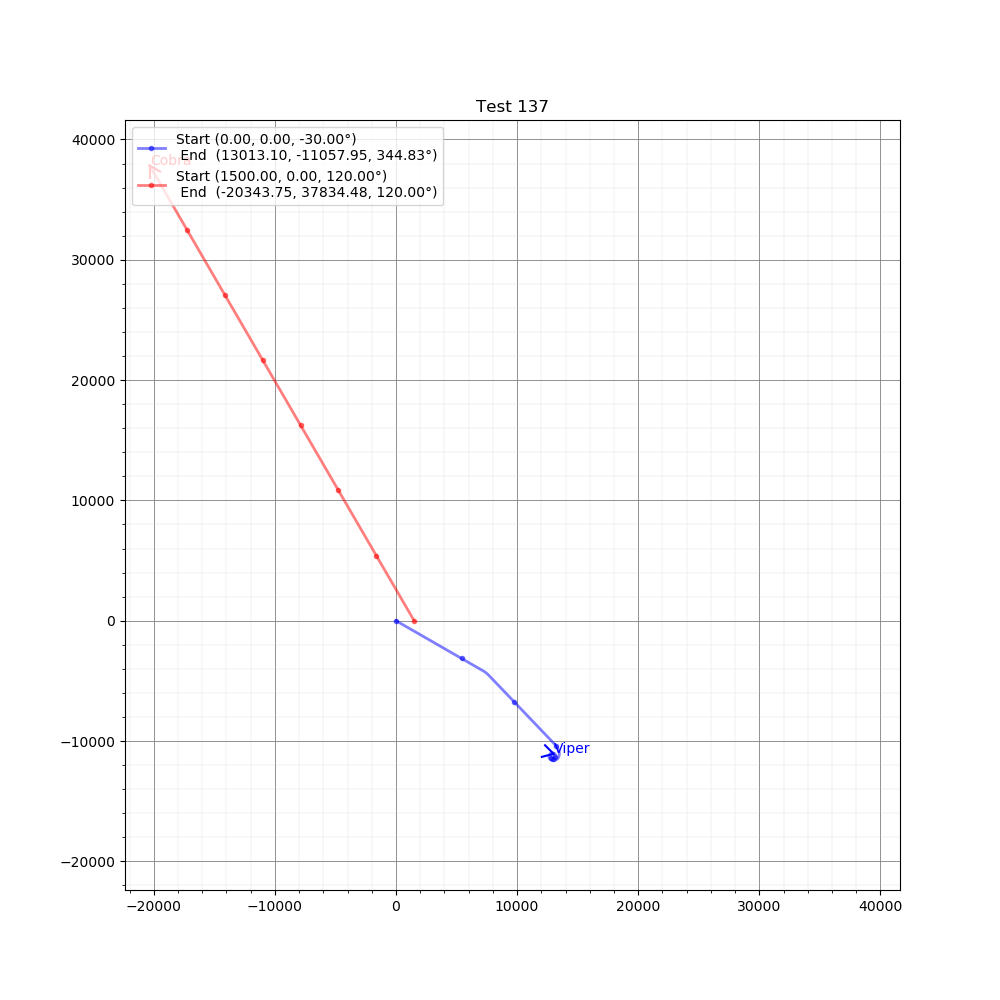 Test 137
Start (0.00, 0.00, -30.00°)
End (13013.10, -11057.95, 344.83°)
Start (1500.00, 0.00, 120.00°)
End (-20343.75, 37834.48, 120.00°)
Cobra
Viper
40000
30000
20000
10000
0
−10000
−20000
−20000 −10000 0 10000 20000 30000 40000